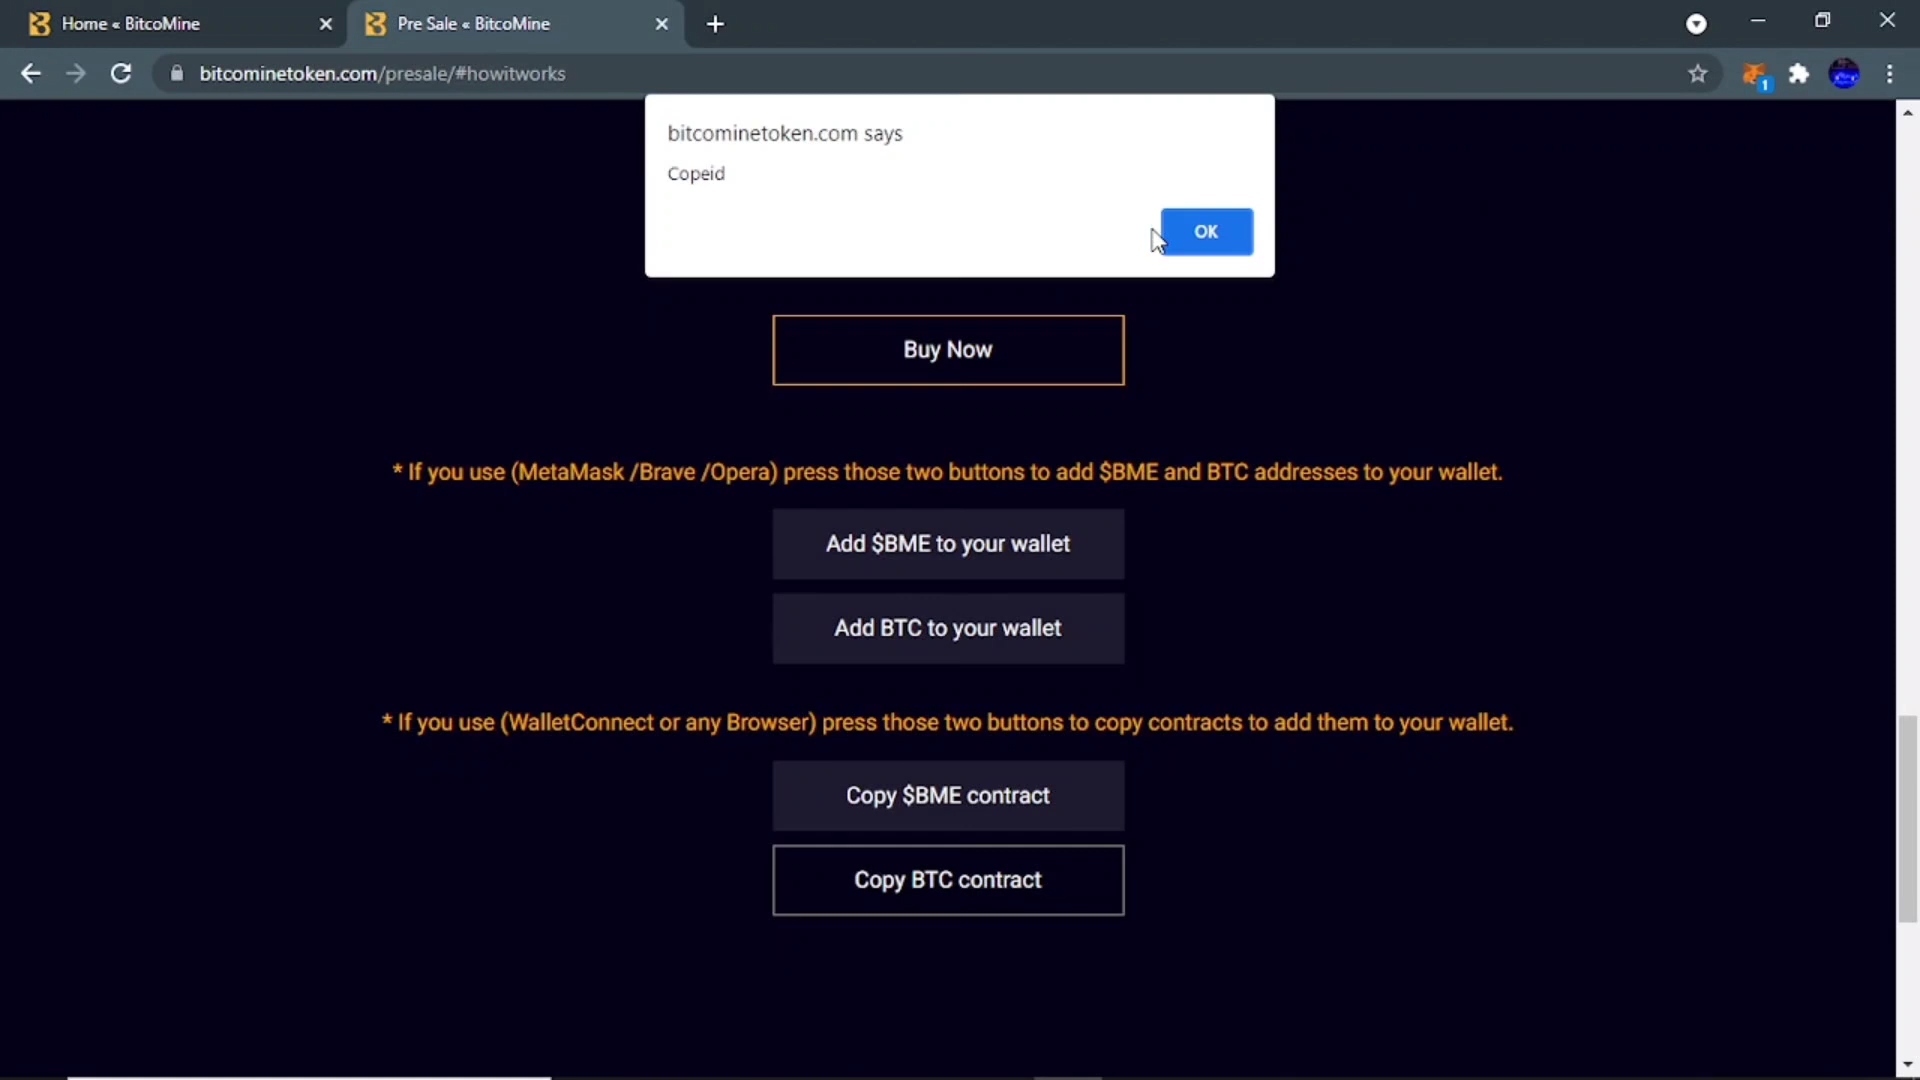 Home « BitcoMine
Pre Sale « BitcoMine
bitcominetoken.com/presale/#howitworks
1
bitcominetoken.com says
Copeid
OK
Buy Now
* If you use (MetaMask /Brave /Opera) press those two buttons to add $BME and BTC addresses to your wallet.
Add $BME to your wallet
Add BTC to your wallet
* If you use (WalletConnect or any Browser) press those two buttons to copy contracts to add them to your wallet.
Copy $BME contract
Copy BTC contract